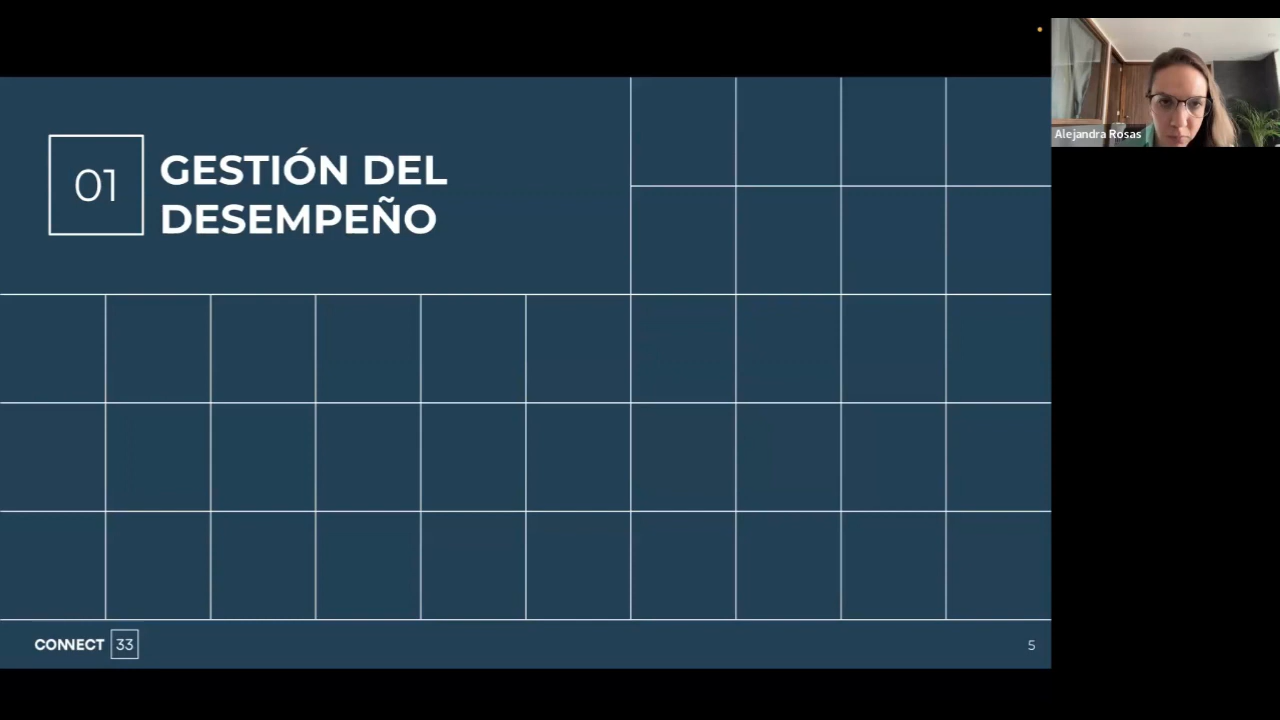 01
GESTIÓN DEL
DESEMPEÑO
Alejandra Rosas
CONNECT 33
5